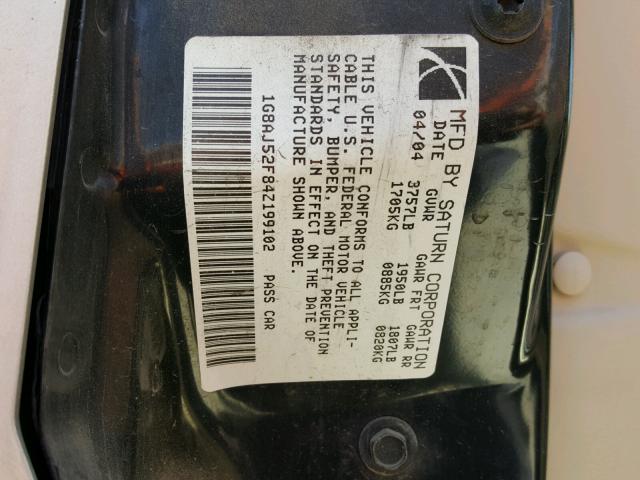 MFD BY SATURN CORPORATION
DATE GVWR GAWR FRT GAWR RR
04/04 3757LB 1950LB 1807LB
1705KG 0885KG 0820KG
THIS VEHICLE CONFORMS TO ALL APPLI-
CABLE U.S. FEDERAL MOTOR VEHICLE
SAFETY, BUMPER, AND THEFT PREVENTION
STANDARDS IN EFFECT ON THE DATE OF
MANUFACTURE SHOWN ABOVE.
1G8AJ52F84Z199102 PASS CAR